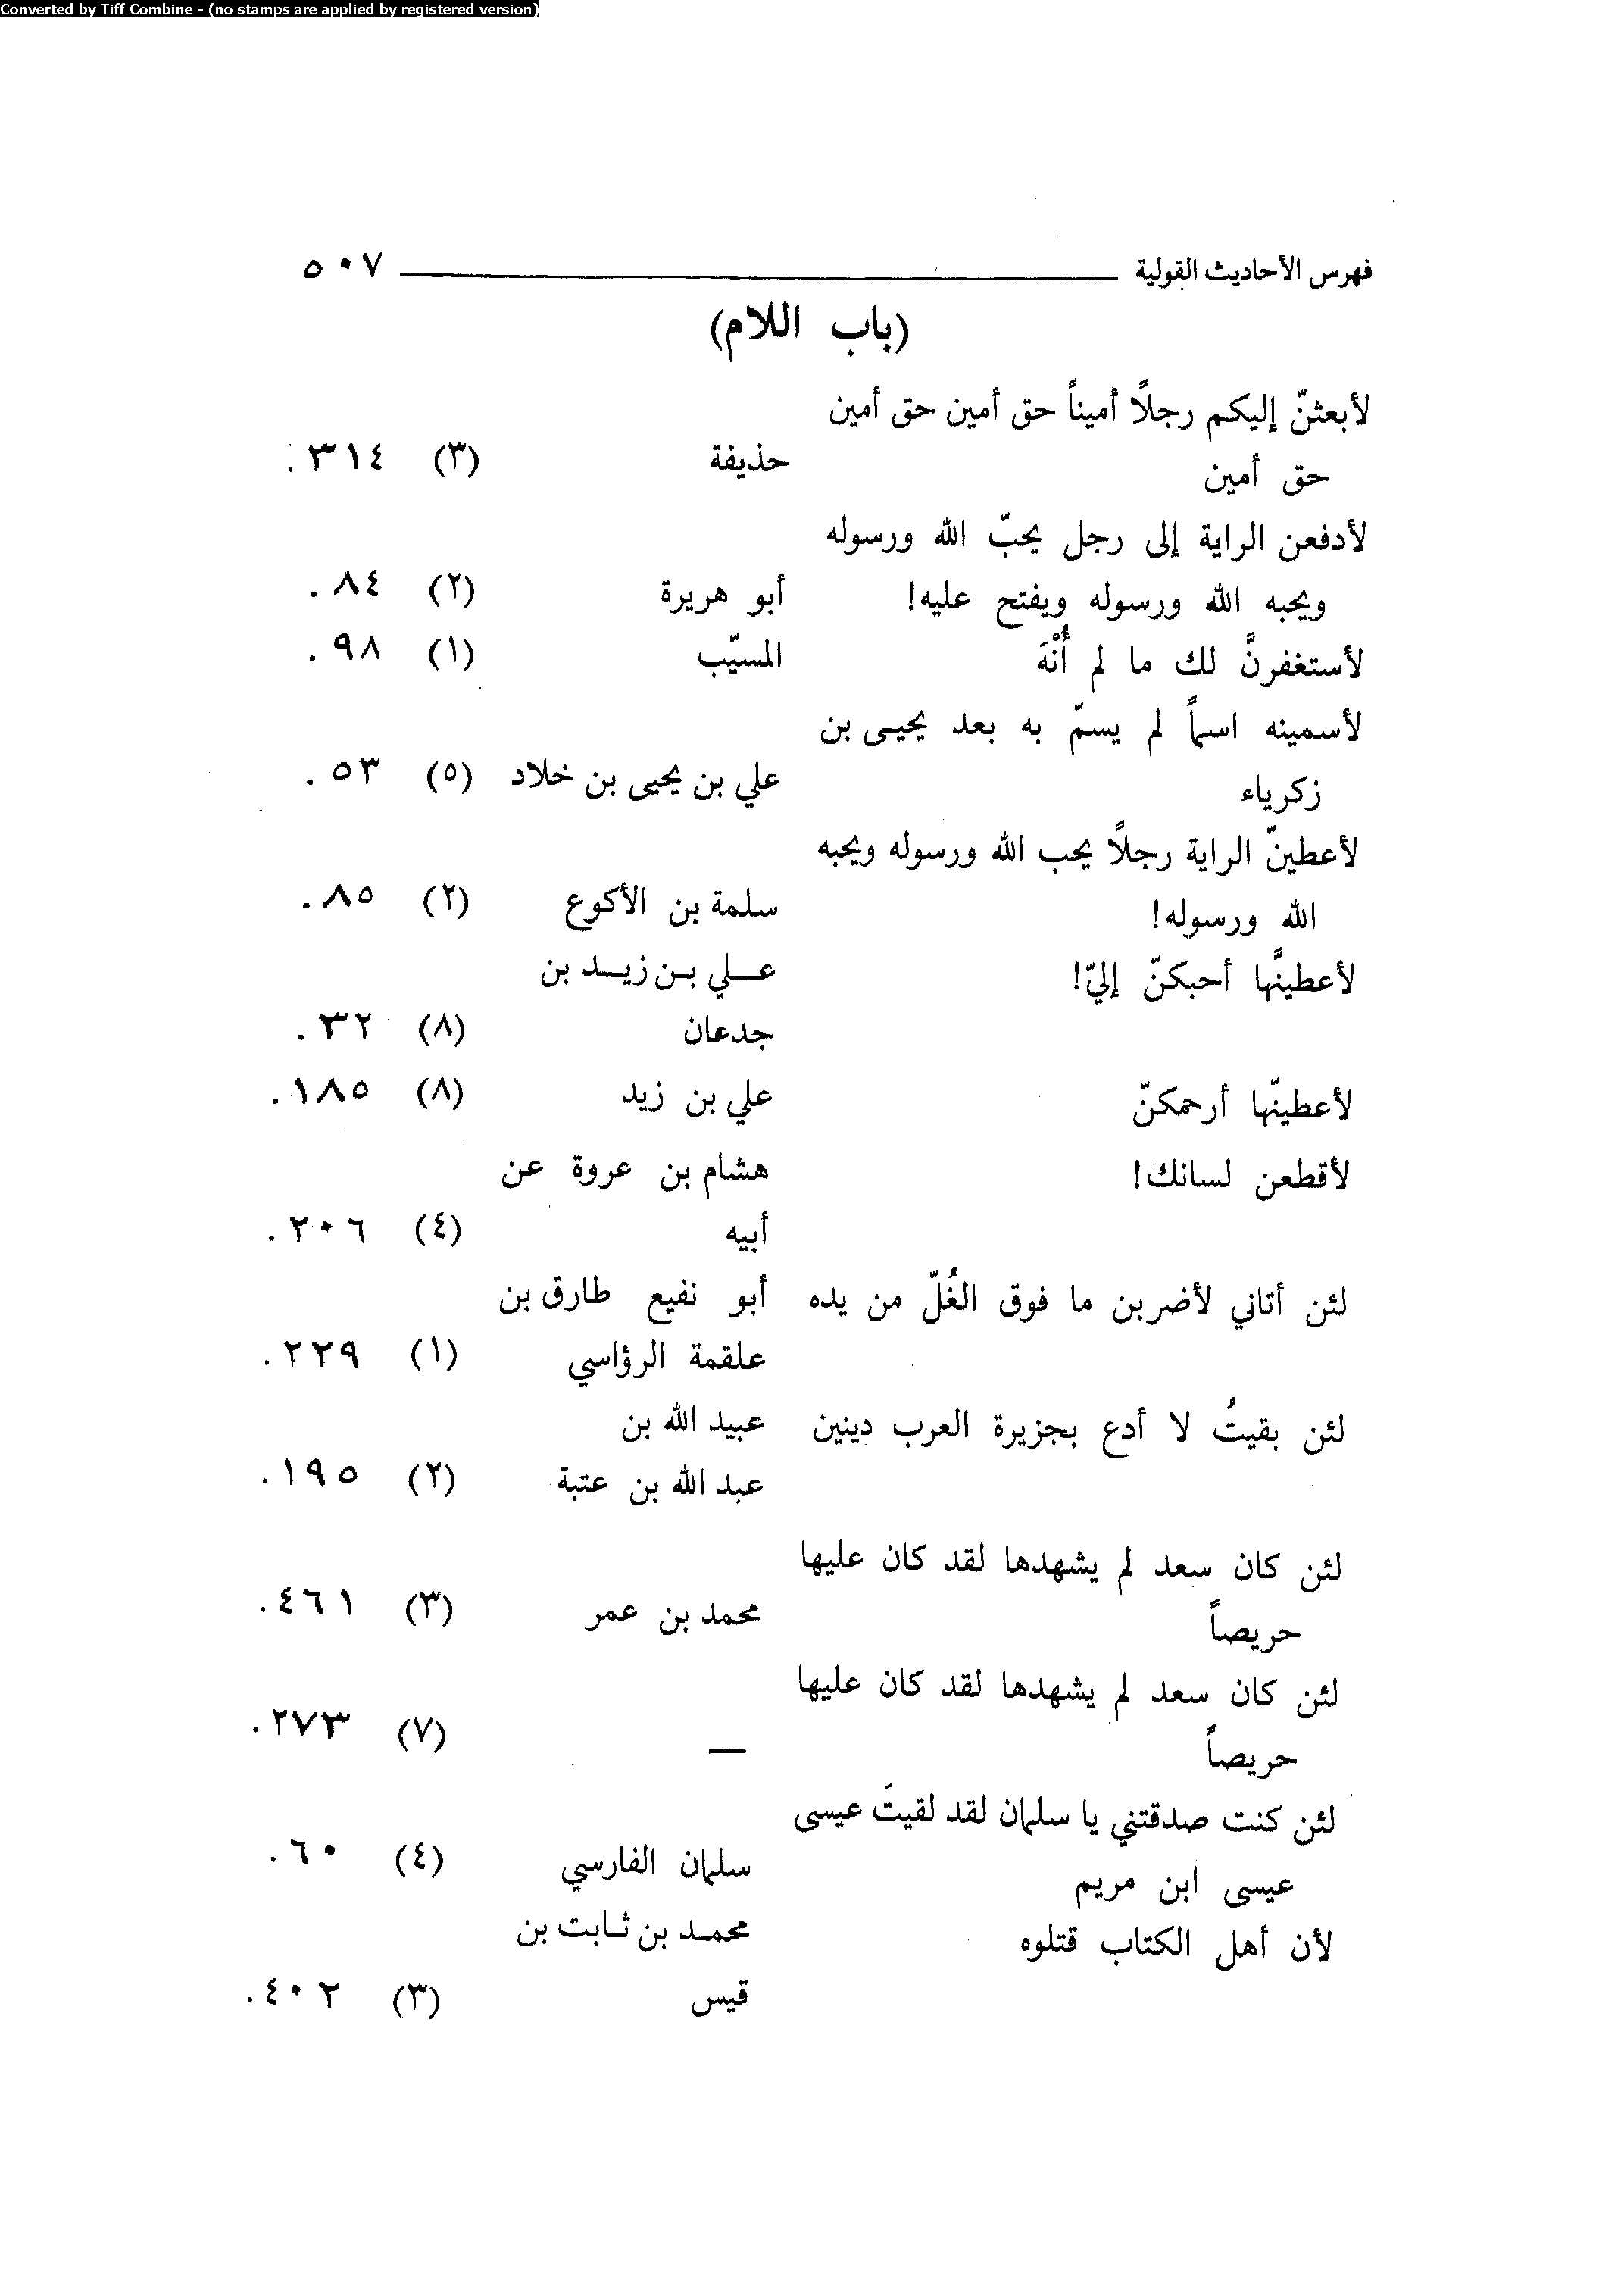 Converted by Tiff Combine - (no stamps are applied by registered version)
فهرس الأحاديث القولية ٥٠٧
(باب اللام)
لأبعثنّ إليكم رجلاً أميناً حق أمين حق أمين
حق أمين حذيفة (٣) ٣١٤.
لأدفعن الراية إلى رجل يحبّ الله ورسوله
ويحبه الله ورسوله ويفتح عليه! أبو هريرة (٢) ٨٤.
لأستغفرنَّ لك ما لم أُنْهَ المسيّب (١) ٩٨.
لأسمينه اسماً لم يسمّ به بعد يحيى بن
زكرياء علي بن يحيى بن خلاد (٥) ٥٣.
لأعطينّ الراية رجلاً يحب الله ورسوله ويحبه
الله ورسوله! سلمة بن الأكوع (٢) ٨٥.
لأعطينَّها أحبكنّ إليّ! علي بن زيد بن
جدعان (٨) ٣٢.
لأعطينّها أرحمكنّ علي بن زيد (٨) ١٨٥.
لأقطعن لسانك! هشام بن عروة عن
أبيه (٤) ٢٠٦.
لئن أتاني لأضربن ما فوق الغُلّ من يده أبو نفيع طارق بن
علقمة الرؤاسي (١) ٢٢٩.
لئن بقيتُ لا أدع بجزيرة العرب دينين عبيد الله بن
عبد الله بن عتبة (٢) ١٩٥.
لئن كان سعد لم يشهدها لقد كان عليها
حريصاً محمد بن عمر (٣) ٤٦١.
لئن كان سعد لم يشهدها لقد كان عليها
حريصاً — (٧) ٢٧٣.
لئن كنت صدقتني يا سلمان لقد لقيتَ عيسى
عيسى ابن مريم سلمان الفارسي (٤) ٦٠.
لأن أهل الكتاب قتلوه محمد بن ثابت بن
قيس (٣) ٤٠٢.